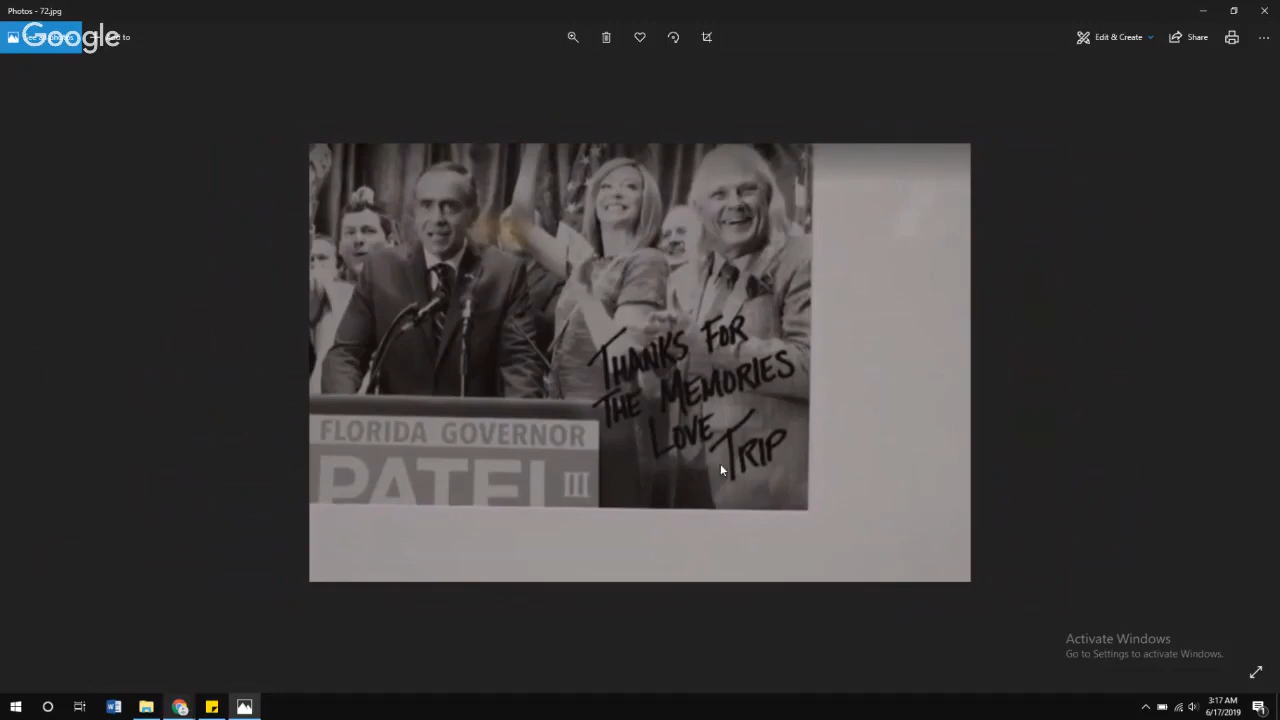 Photos - 72.jpg
Google
to
Edit & Create
Share
FLORIDA GOVERNOR
PATEL III
THANKS FOR
THE MEMORIES
LOVE
TRIP
Activate Windows
Go to Settings to activate Windows.
3:17 AM
6/17/2019